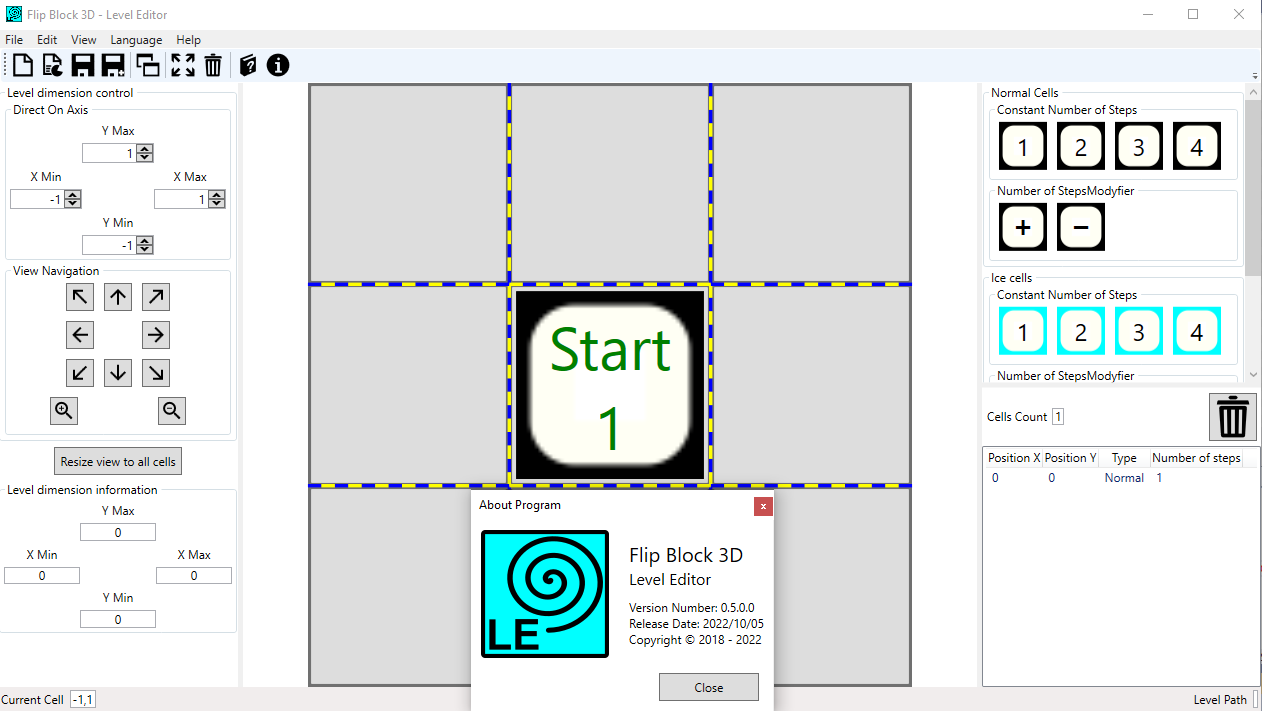 Flip Block 3D - Level Editor
File Edit View Language Help
Level dimension control
Direct On Axis
Y Max
1
X Min X Max
-1 1
Y Min
-1
View Navigation
Resize view to all cells
Level dimension information
Y Max
0
X Min X Max
0 0
Y Min
0
Start
1
About Program
x
LE
Flip Block 3D
Level Editor
Version Number: 0.5.0.0
Release Date: 2022/10/05
Copyright © 2018 - 2022
Close
Normal Cells
Constant Number of Steps
1 2 3 4
Number of StepsModyfier
+ −
Ice cells
Constant Number of Steps
1 2 3 4
Number of StepsModyfier
Cells Count 1
Position X Position Y Type Number of steps
0 0 Normal 1
Current Cell -1,1
Level Path